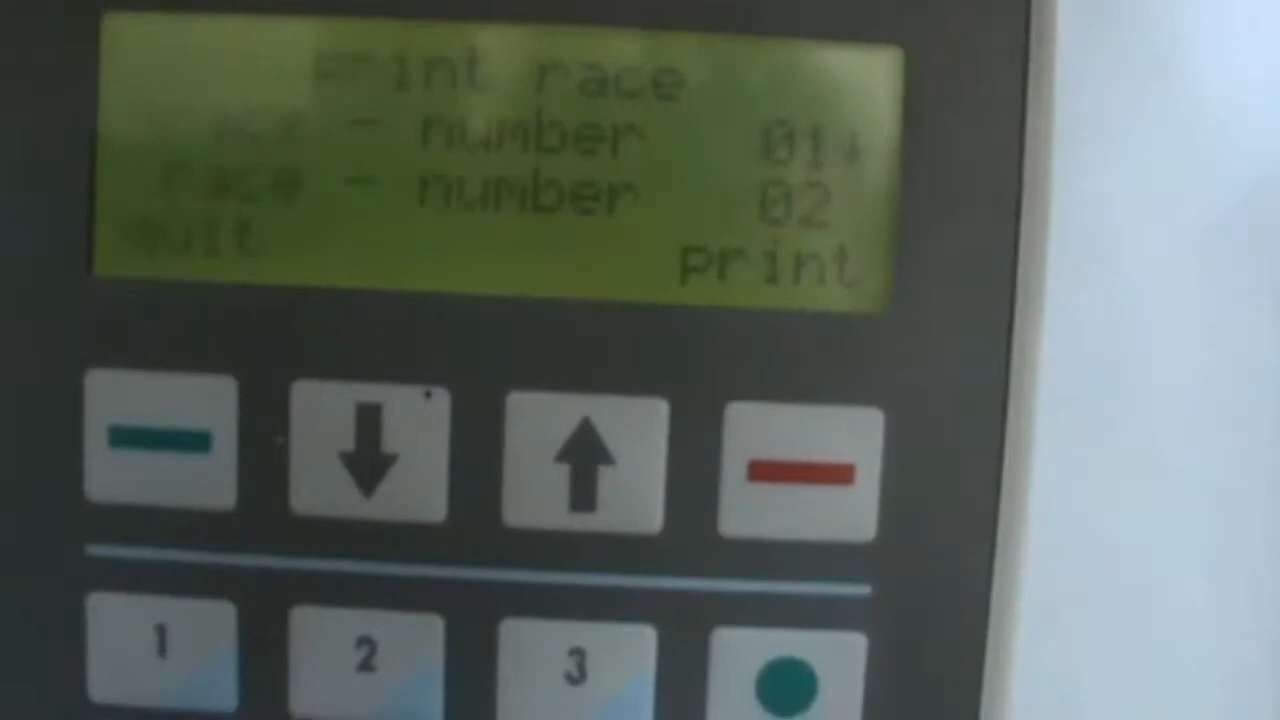 print race
race - number 01↓
race - number 02
quit print
1 2 3